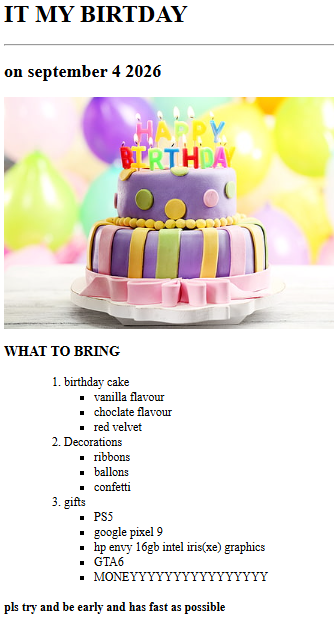 IT MY BIRTDAY
on september 4 2026
HAPPY
BIRTHDAY
WHAT TO BRING
1. birthday cake
▪ vanilla flavour
▪ choclate flavour
▪ red velvet
2. Decorations
▪ ribbons
▪ ballons
▪ confetti
3. gifts
▪ PS5
▪ google pixel 9
▪ hp envy 16gb intel iris(xe) graphics
▪ GTA6
▪ MONEYYYYYYYYYYYYYYYY
pls try and be early and has fast as possible